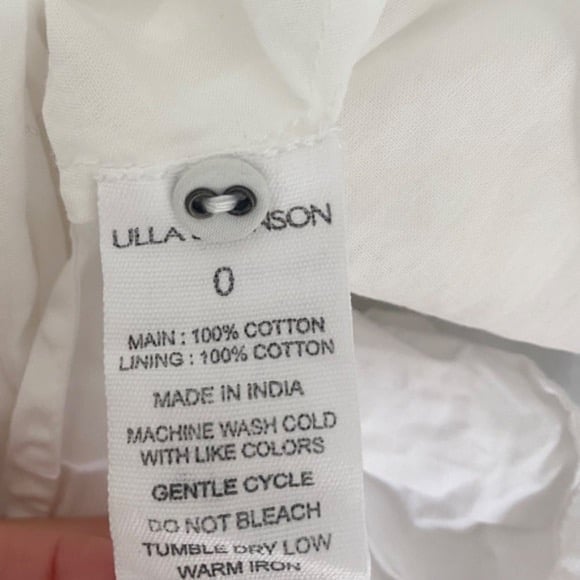 ULLA NSON
0
MAIN : 100% COTTON
LINING : 100% COTTON
MADE IN INDIA
MACHINE WASH COLD
WITH LIKE COLORS
GENTLE CYCLE
DO NOT BLEACH
TUMBLE DRY LOW
WARM IRON